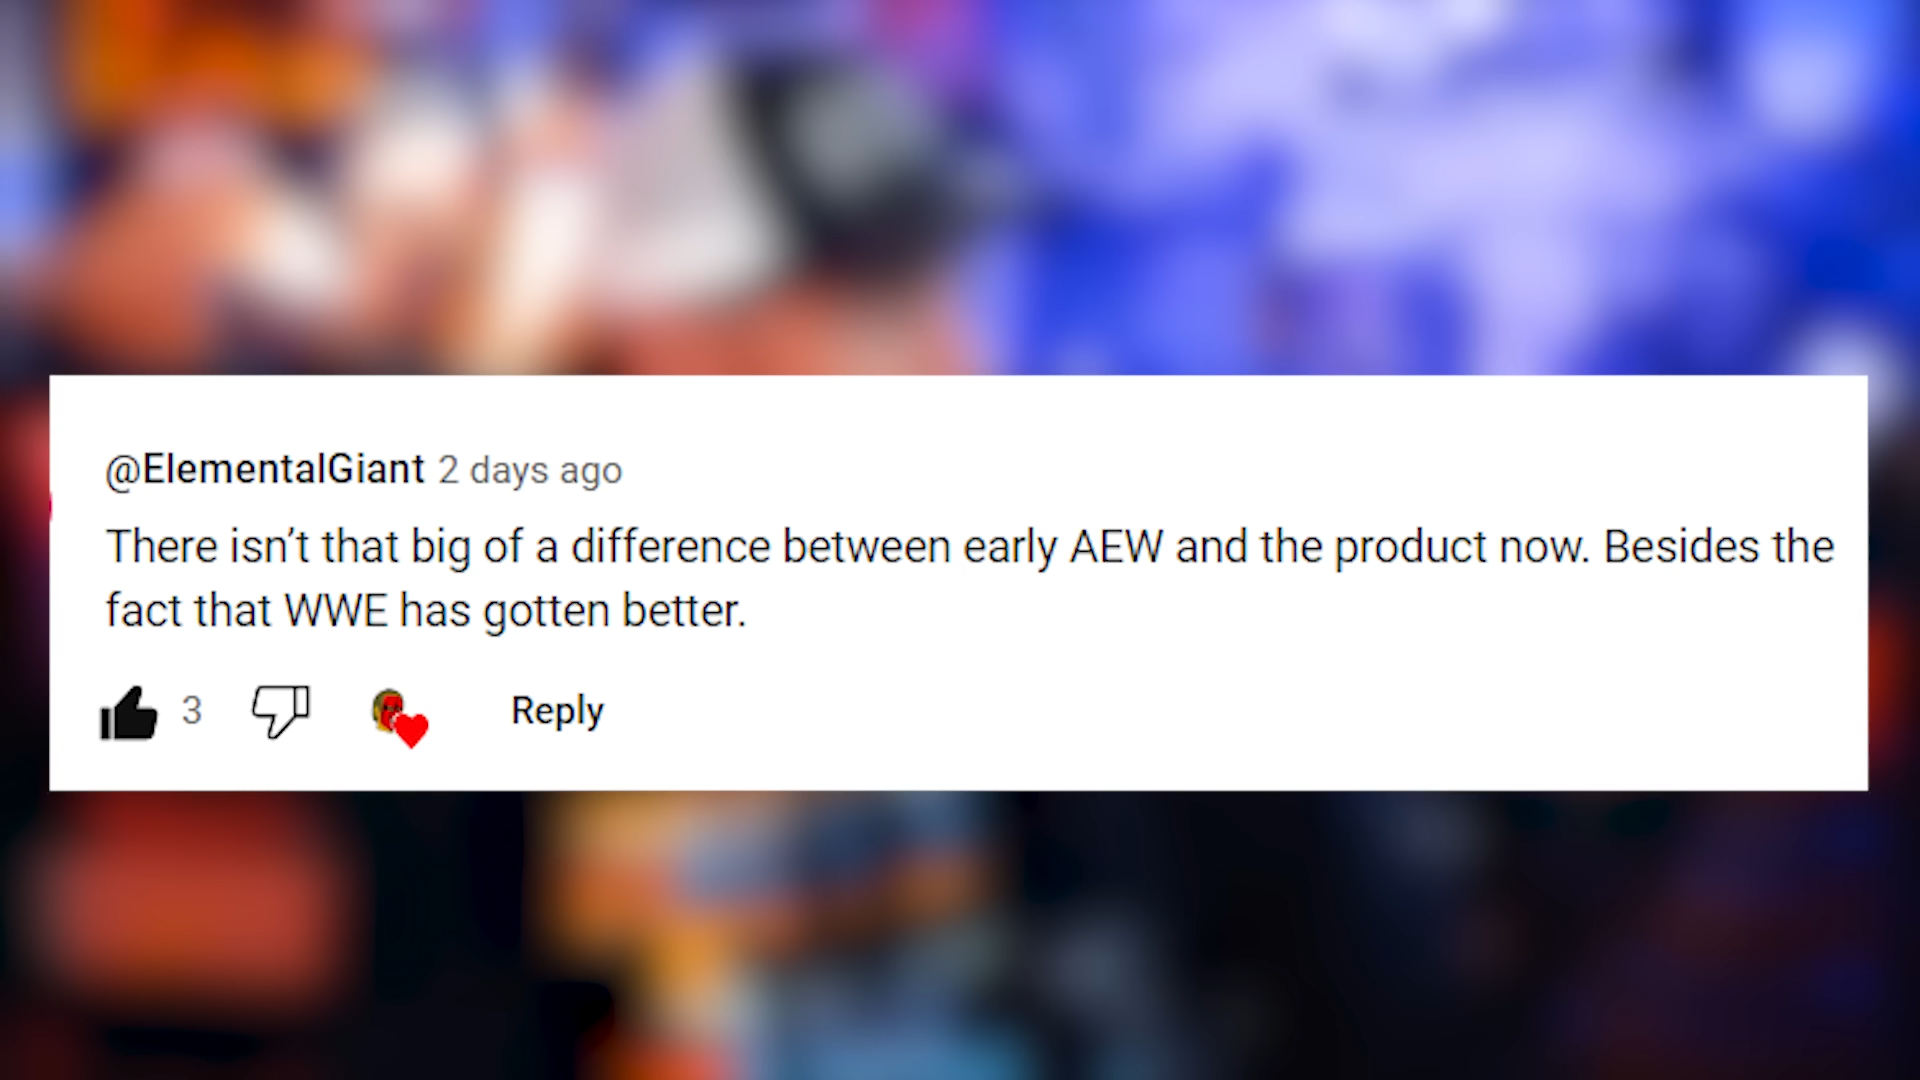 @ElementalGiant 2 days ago
There isn’t that big of a difference between early AEW and the product now. Besides the
fact that WWE has gotten better.
3 Reply